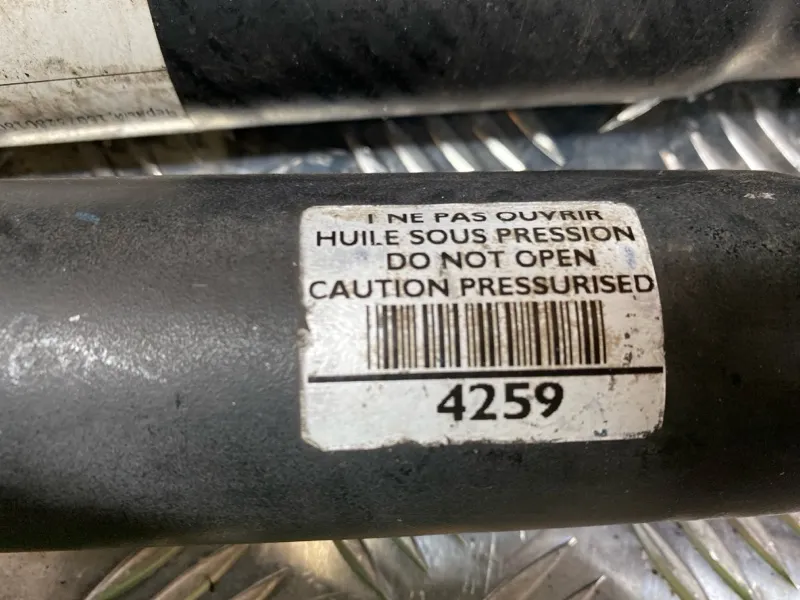 ! NE PAS OUVRIR
HUILE SOUS PRESSION
DO NOT OPEN
CAUTION PRESSURISED
4259